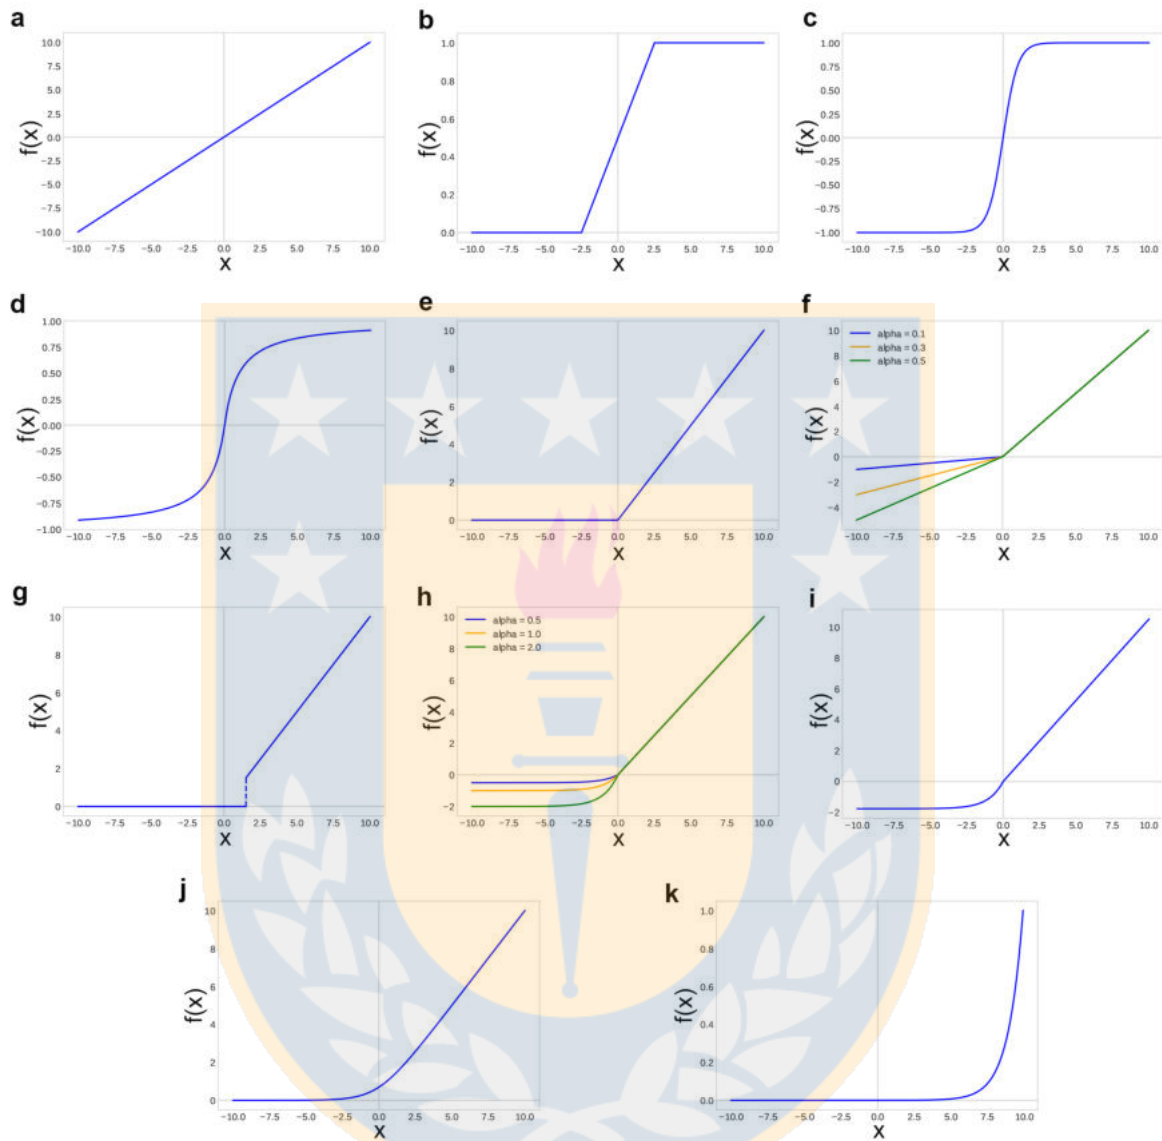 a
10.0
7.5
5.0
2.5
0.0
−2.5
−5.0
−7.5
−10.0
f(x)
−10.0 −7.5 −5.0 −2.5 0.0 2.5 5.0 7.5 10.0
x
b
1.0
0.8
0.6
0.4
0.2
0.0
f(x)
−10.0 −7.5 −5.0 −2.5 0.0 2.5 5.0 7.5 10.0
x
c
1.00
0.75
0.50
0.25
0.00
−0.25
−0.50
−0.75
−1.00
f(x)
−10.0 −7.5 −5.0 −2.5 0.0 2.5 5.0 7.5 10.0
x
d
1.00
0.75
0.50
0.25
0.00
−0.25
−0.50
−0.75
−1.00
f(x)
−10.0 −7.5 −5.0 −2.5 0.0 2.5 5.0 7.5 10.0
x
e
10
8
6
4
2
0
f(x)
−10.0 −7.5 −5.0 −2.5 0.0 2.5 5.0 7.5 10.0
x
f
alpha = 0.1
alpha = 0.3
alpha = 0.5
10
8
6
4
2
0
−2
−4
f(x)
−10.0 −7.5 −5.0 −2.5 0.0 2.5 5.0 7.5 10.0
x
g
10
8
6
4
2
0
f(x)
−10.0 −7.5 −5.0 −2.5 0.0 2.5 5.0 7.5 10.0
x
h
alpha = 0.5
alpha = 1.0
alpha = 2.0
10
8
6
4
2
0
−2
f(x)
−10.0 −7.5 −5.0 −2.5 0.0 2.5 5.0 7.5 10.0
x
i
10
8
6
4
2
0
−2
f(x)
−10.0 −7.5 −5.0 −2.5 0.0 2.5 5.0 7.5 10.0
x
j
10
8
6
4
2
0
f(x)
−10.0 −7.5 −5.0 −2.5 0.0 2.5 5.0 7.5 10.0
x
k
1.0
0.8
0.6
0.4
0.2
0.0
f(x)
−10.0 −7.5 −5.0 −2.5 0.0 2.5 5.0 7.5 10.0
x